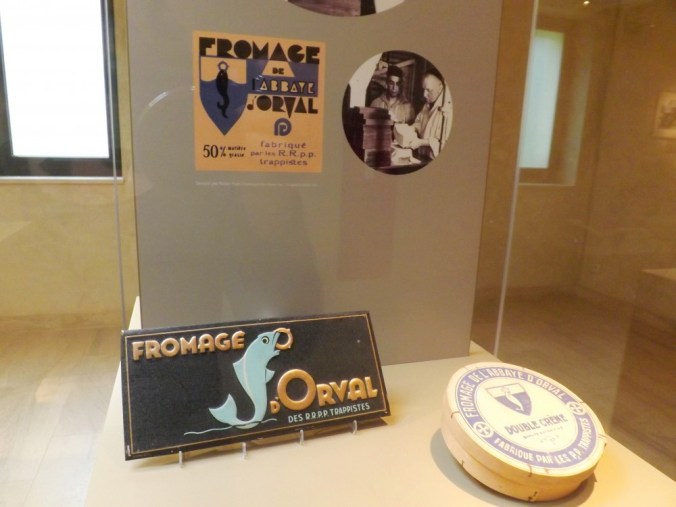 FROMAGE
DE
L'ABBAYE
d'ORVAL
50% matière
grasse
fabriqué
par les R.R.p.p.
trappistes
FROMAGE
D'ORVAL
DES R.R.P.P. TRAPPISTES
FROMAGE DE L'ABBAYE D'ORVAL
DOUBLE CRÈME
FABRIQUÉ PAR LES P.P. TRAPPISTES